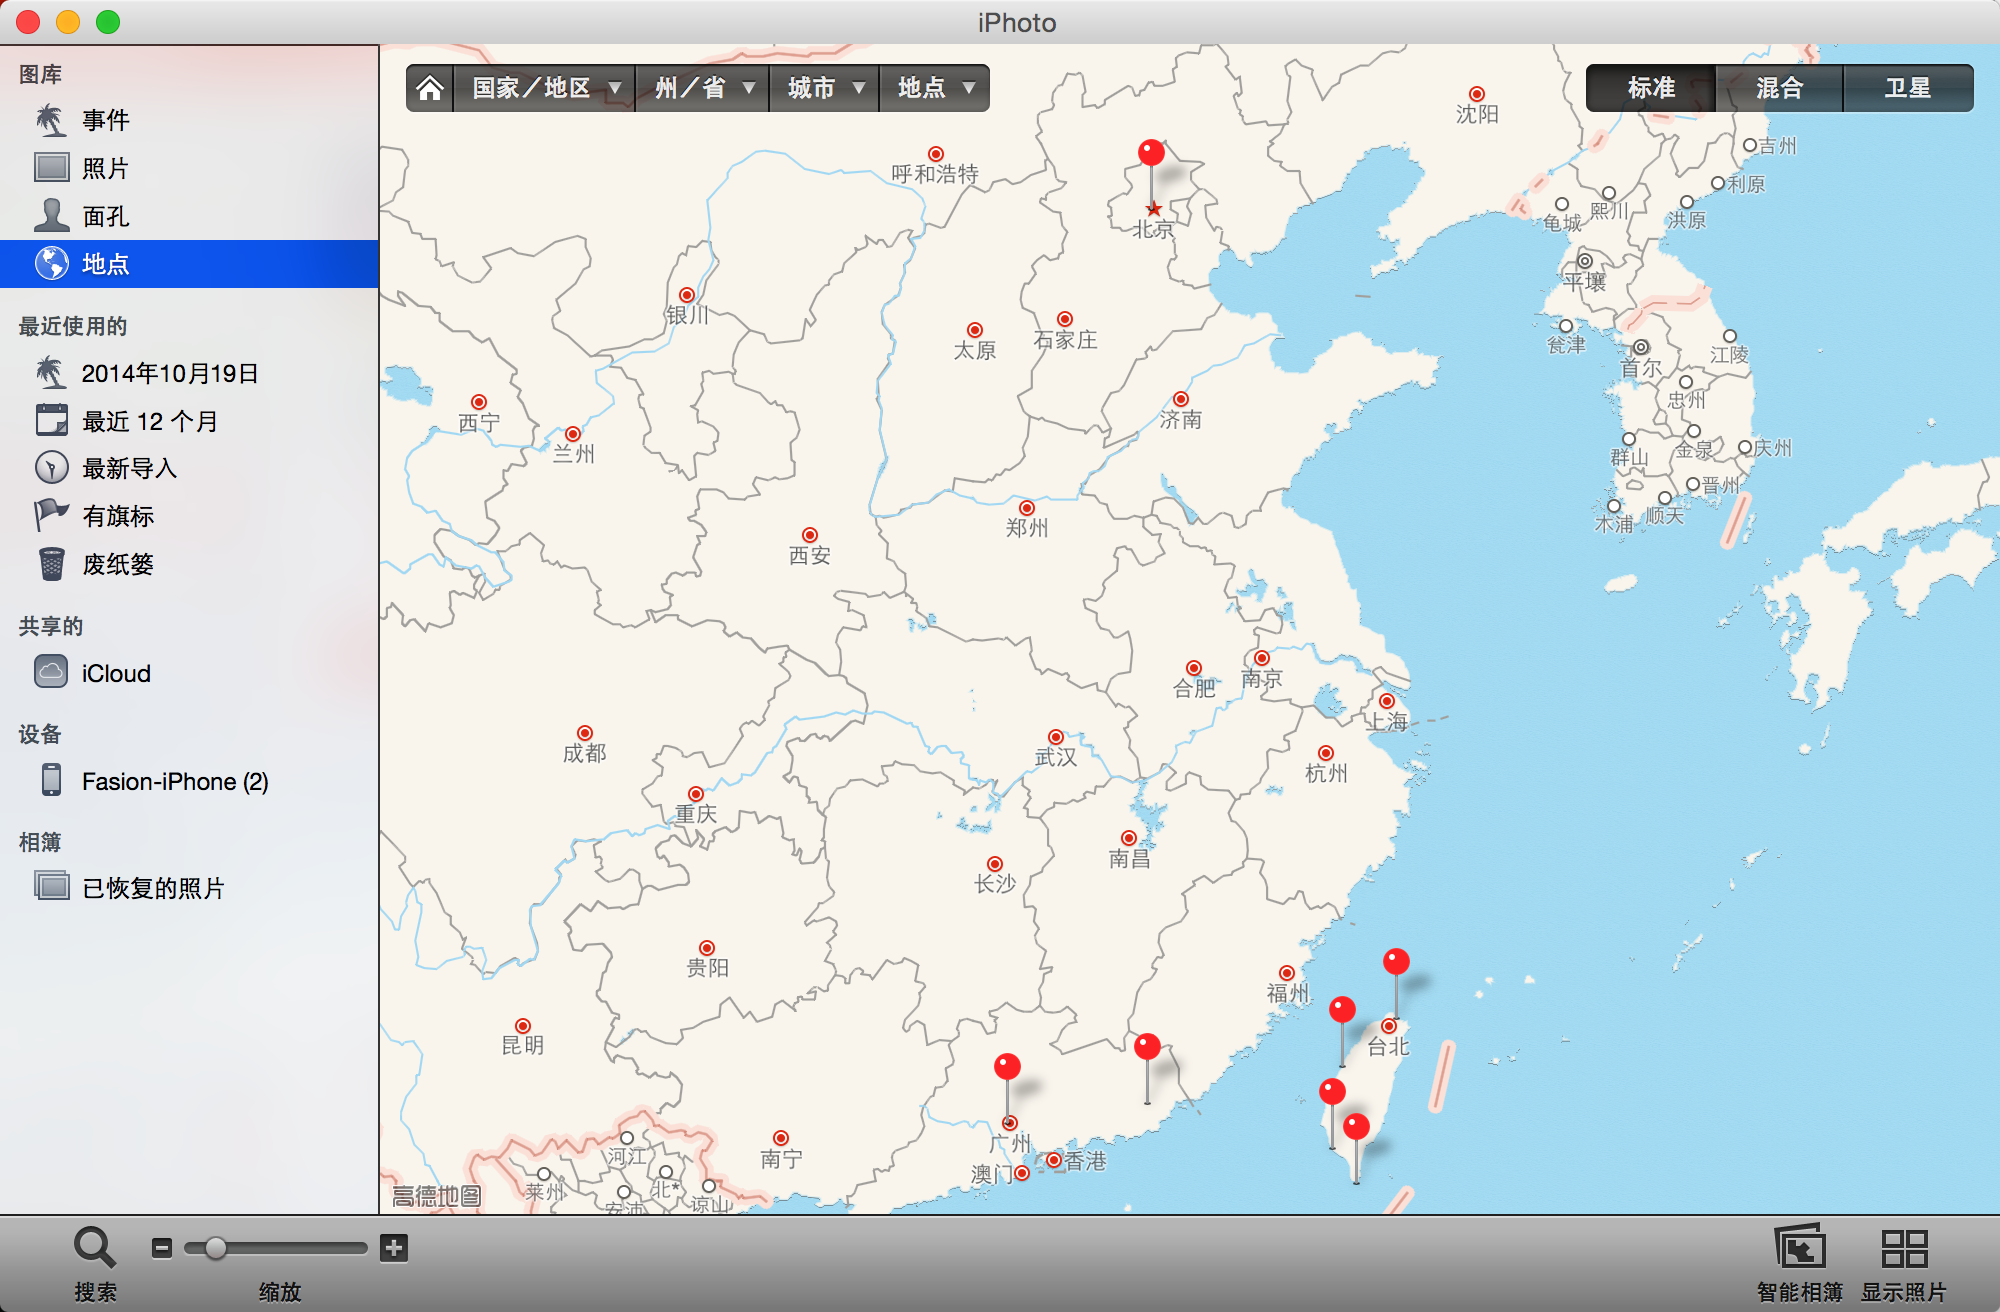 iPhoto
图库
事件
照片
面孔
地点
最近使用的
2014年10月19日
最近 12 个月
最新导入
有旗标
废纸篓
共享的
iCloud
设备
Fasion-iPhone (2)
相簿
已恢复的照片
国家／地区 州／省 城市 地点
标准 混合 卫星
沈阳
吉州
呼和浩特
利原
熙川
洪原
龟城
北京
平壤
银川
石家庄
太原
瓮津
首尔
江陵
忠州
西宁
济南
兰州
金泉
庆州
群山
晋州
顺天
木浦
郑州
西安
南京
合肥
上海
成都
武汉
杭州
重庆
南昌
长沙
贵阳
福州
昆明
台北
广州
南宁
河江
香港
澳门
北*
莱州
谅山
安沛
高德地图
搜索
缩放
智能相簿
显示照片